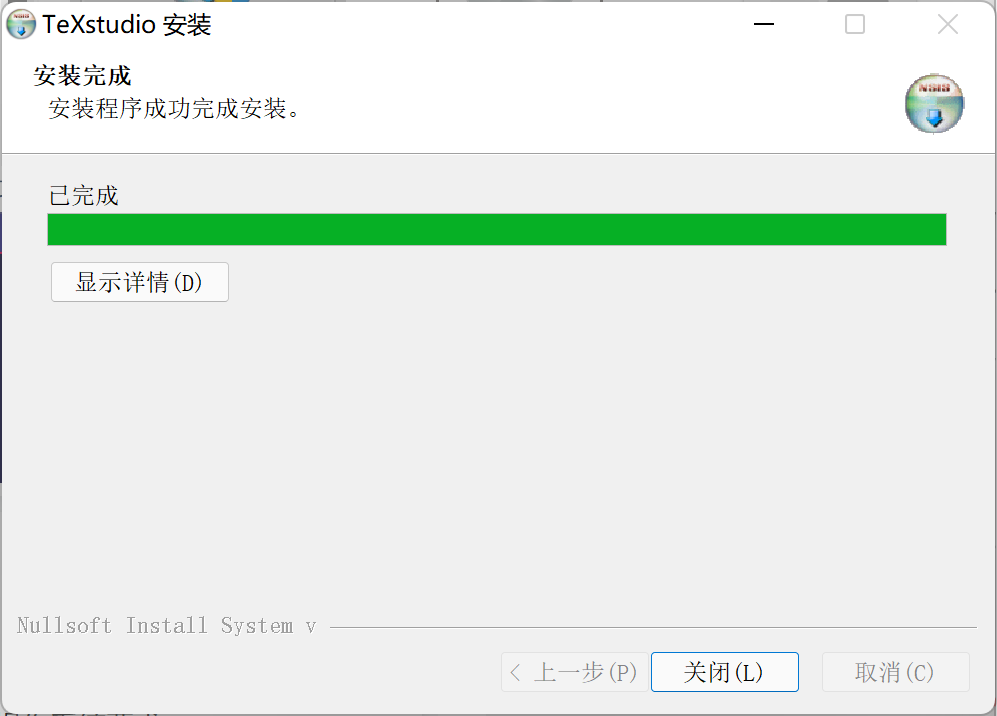 TeXstudio 安装
安装完成
安装程序成功完成安装。
NSIS
已完成
显示详情(D)
Nullsoft Install System v
< 上一步(P)
关闭(L)
取消(C)